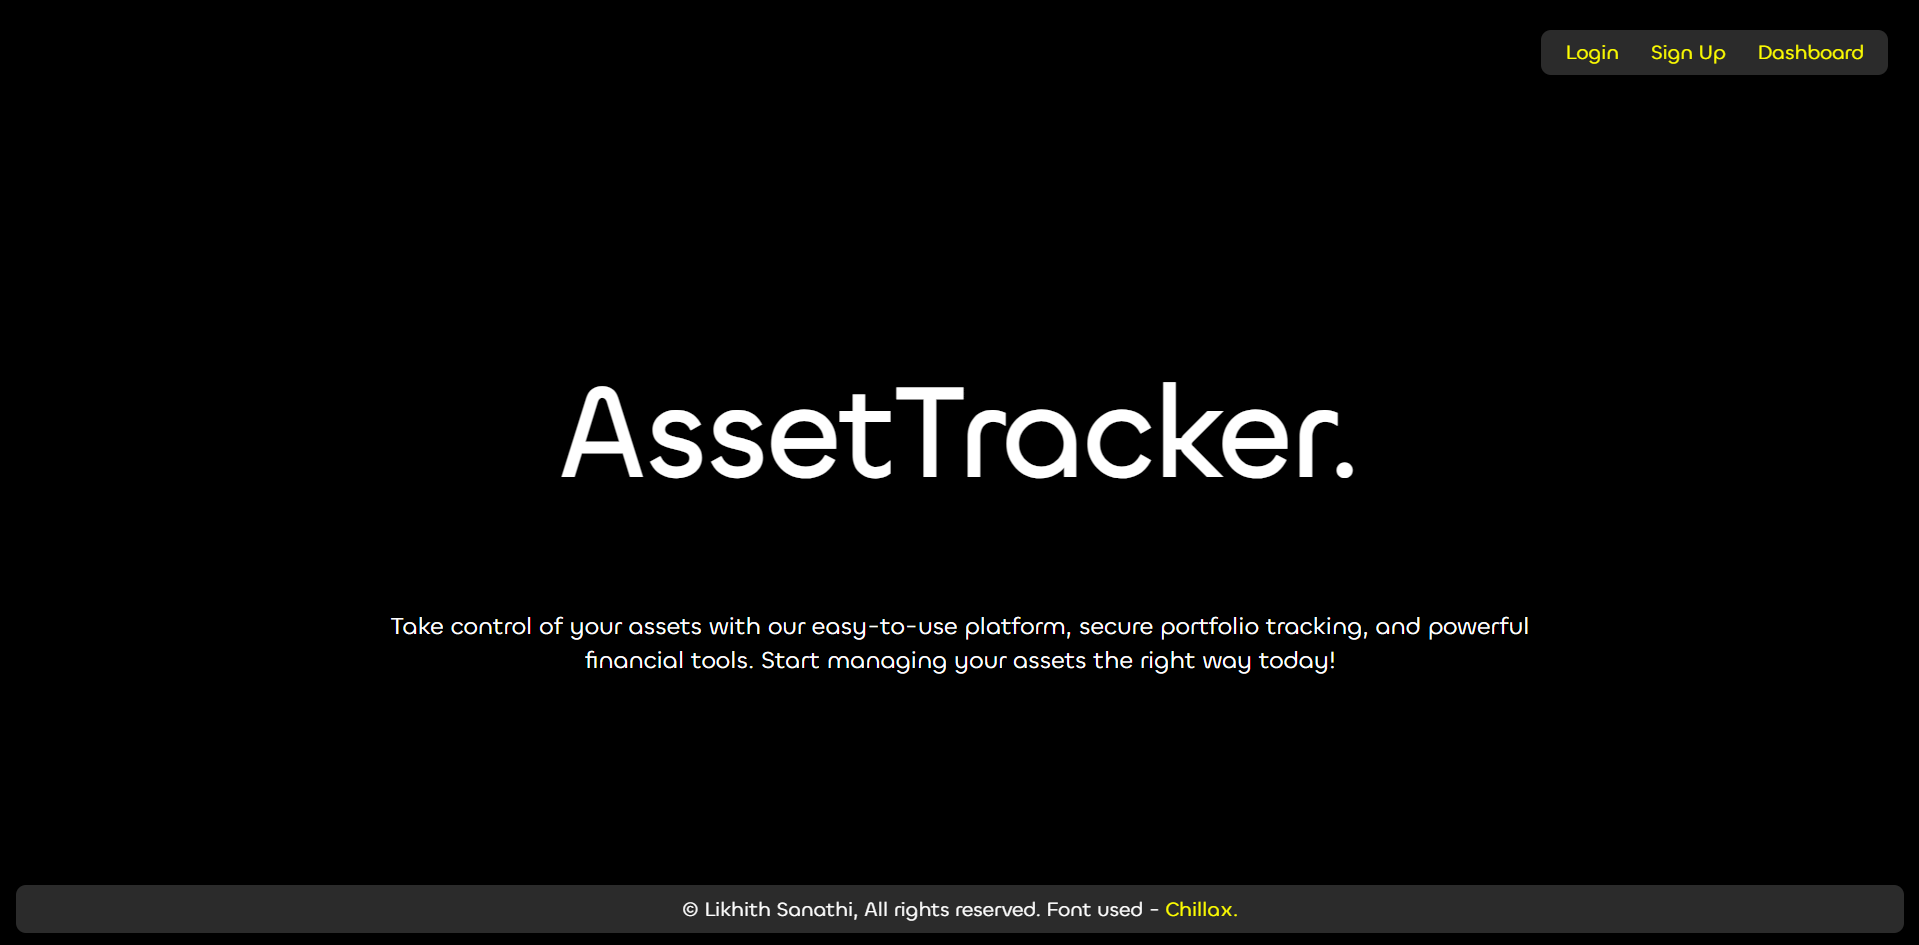 Login Sign Up Dashboard
AssetTracker.
Take control of your assets with our easy-to-use platform, secure portfolio tracking, and powerful
financial tools. Start managing your assets the right way today!
© Likhith Sanathi, All rights reserved. Font used - Chillax.